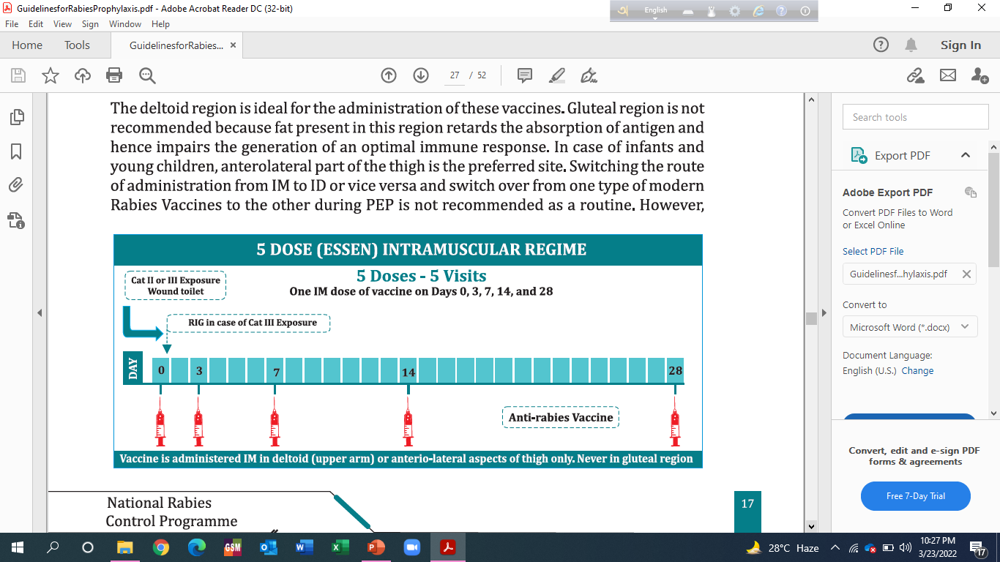 GuidelinesforRabiesProphylaxis.pdf - Adobe Acrobat Reader DC (32-bit)
English
File Edit View Sign Window Help
Home Tools GuidelinesforRabies... ×
Sign In
27 / 52
The deltoid region is ideal for the administration of these vaccines. Gluteal region is not
recommended because fat present in this region retards the absorption of antigen and
hence impairs the generation of an optimal immune response. In case of infants and
young children, anterolateral part of the thigh is the preferred site. Switching the route
of administration from IM to ID or vice versa and switch over from one type of modern
Rabies Vaccines to the other during PEP is not recommended as a routine. However,
5 DOSE (ESSEN) INTRAMUSCULAR REGIME
Cat II or III Exposure
Wound toilet
5 Doses - 5 Visits
One IM dose of vaccine on Days 0, 3, 7, 14, and 28
RIG in case of Cat III Exposure
DAY
0 3 7 14 28
Anti-rabies Vaccine
Vaccine is administered IM in deltoid (upper arm) or anterio-lateral aspects of thigh only. Never in gluteal region
National Rabies
Control Programme
17
Search tools
Export PDF
Adobe Export PDF
Convert PDF Files to Word
or Excel Online
Select PDF File
Guidelinesf...hylaxis.pdf
Convert to
Microsoft Word (*.docx)
Document Language:
English (U.S.) Change
Convert, edit and e-sign PDF
forms & agreements
Free 7-Day Trial
GSM
28°C Haze
10:27 PM
3/23/2022
17